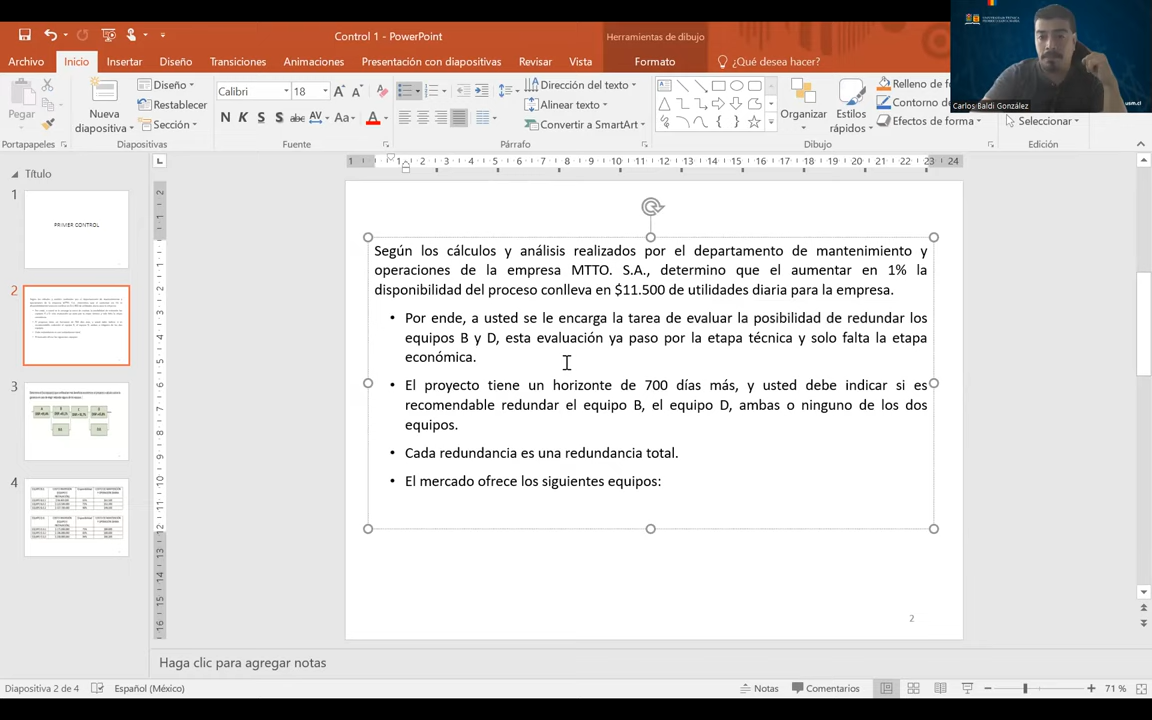 Control 1 - PowerPoint
Herramientas de dibujo
Archivo
Inicio
Insertar
Diseño
Transiciones
Animaciones
Presentación con diapositivas
Revisar
Vista
Formato
¿Qué desea hacer?
Carlos Baldi González
usm.cl
Pegar
Nueva
diapositiva
Diseño
Restablecer
Sección
Calibri
18
N K S S abc AV Aa A
Dirección del texto
Alinear texto
Convertir a SmartArt
Organizar
Estilos
rápidos
Relleno de f
Contorno de
Efectos de forma
Seleccionar
Portapapeles
Diapositivas
Fuente
Párrafo
Dibujo
Edición
Título
1
PRIMER CONTROL
2
3
4
Según los cálculos y análisis realizados por el departamento de mantenimiento y
operaciones de la empresa MTTO. S.A., determino que el aumentar en 1% la
disponibilidad del proceso conlleva en $11.500 de utilidades diaria para la empresa.
• Por ende, a usted se le encarga la tarea de evaluar la posibilidad de redundar los
equipos B y D, esta evaluación ya paso por la etapa técnica y solo falta la etapa
económica.
• El proyecto tiene un horizonte de 700 días más, y usted debe indicar si es
recomendable redundar el equipo B, el equipo D, ambas o ninguno de los dos
equipos.
• Cada redundancia es una redundancia total.
• El mercado ofrece los siguientes equipos:
2
Haga clic para agregar notas
Diapositiva 2 de 4
Español (México)
Notas
Comentarios
71 %